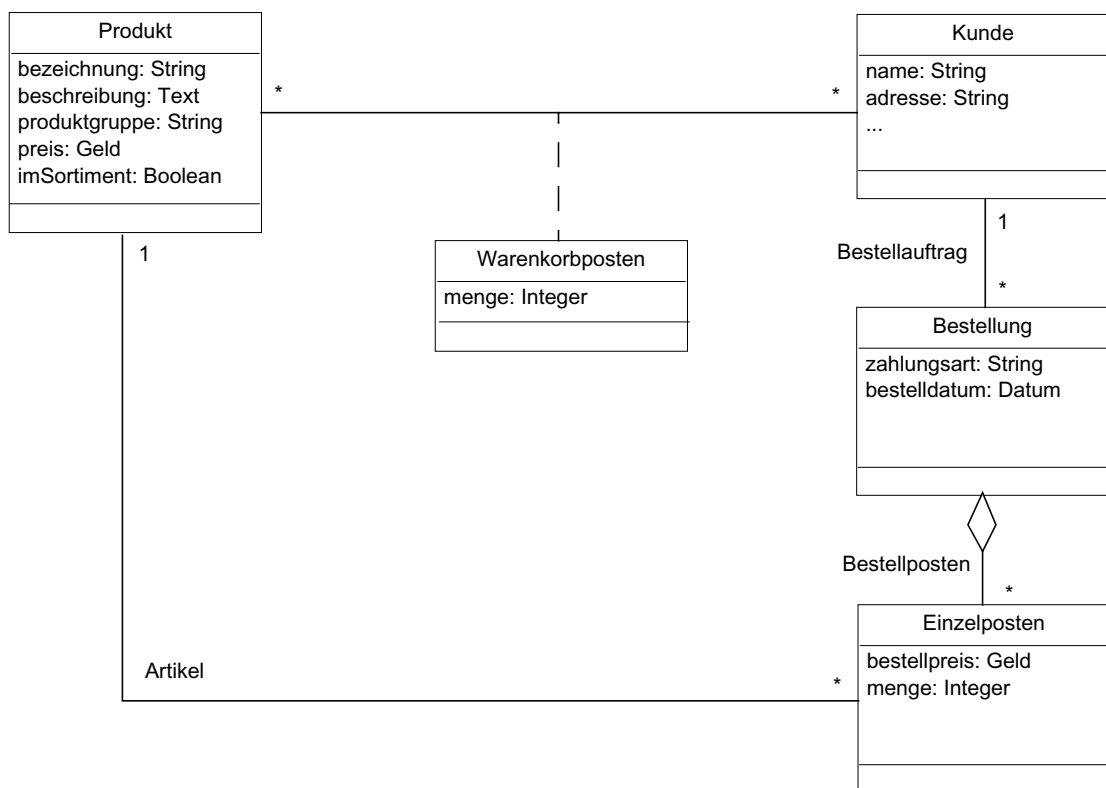 Produkt
bezeichnung: String
beschreibung: Text
produktgruppe: String
preis: Geld
imSortiment: Boolean
*
*
Kunde
name: String
adresse: String
...
1
Warenkorbposten
menge: Integer
1
Bestellauftrag
*
Bestellung
zahlungsart: String
bestelldatum: Datum
Bestellposten
*
Einzelposten
bestellpreis: Geld
menge: Integer
Artikel
*